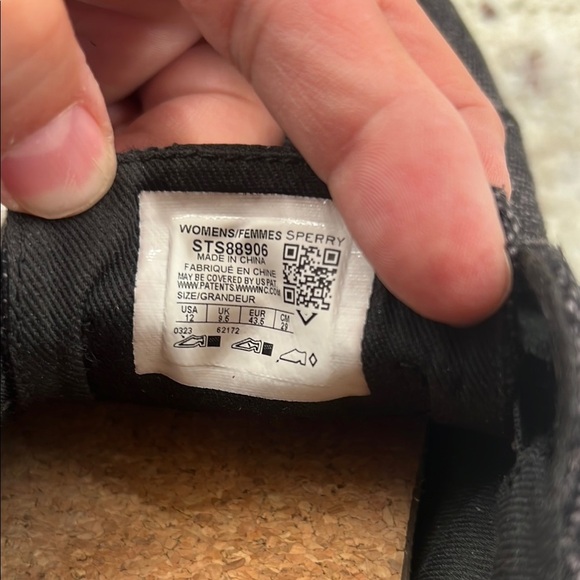 WOMENS/FEMMES SPERRY
STS88906
MADE IN CHINA
FABRIQUÉ EN CHINE
MAY BE COVERED BY US PAT
WWW.PATENTS.WWWINC.COM
SIZE/GRANDEUR
USA UK EUR CM
12 9.5 43.5 29
0323 62172